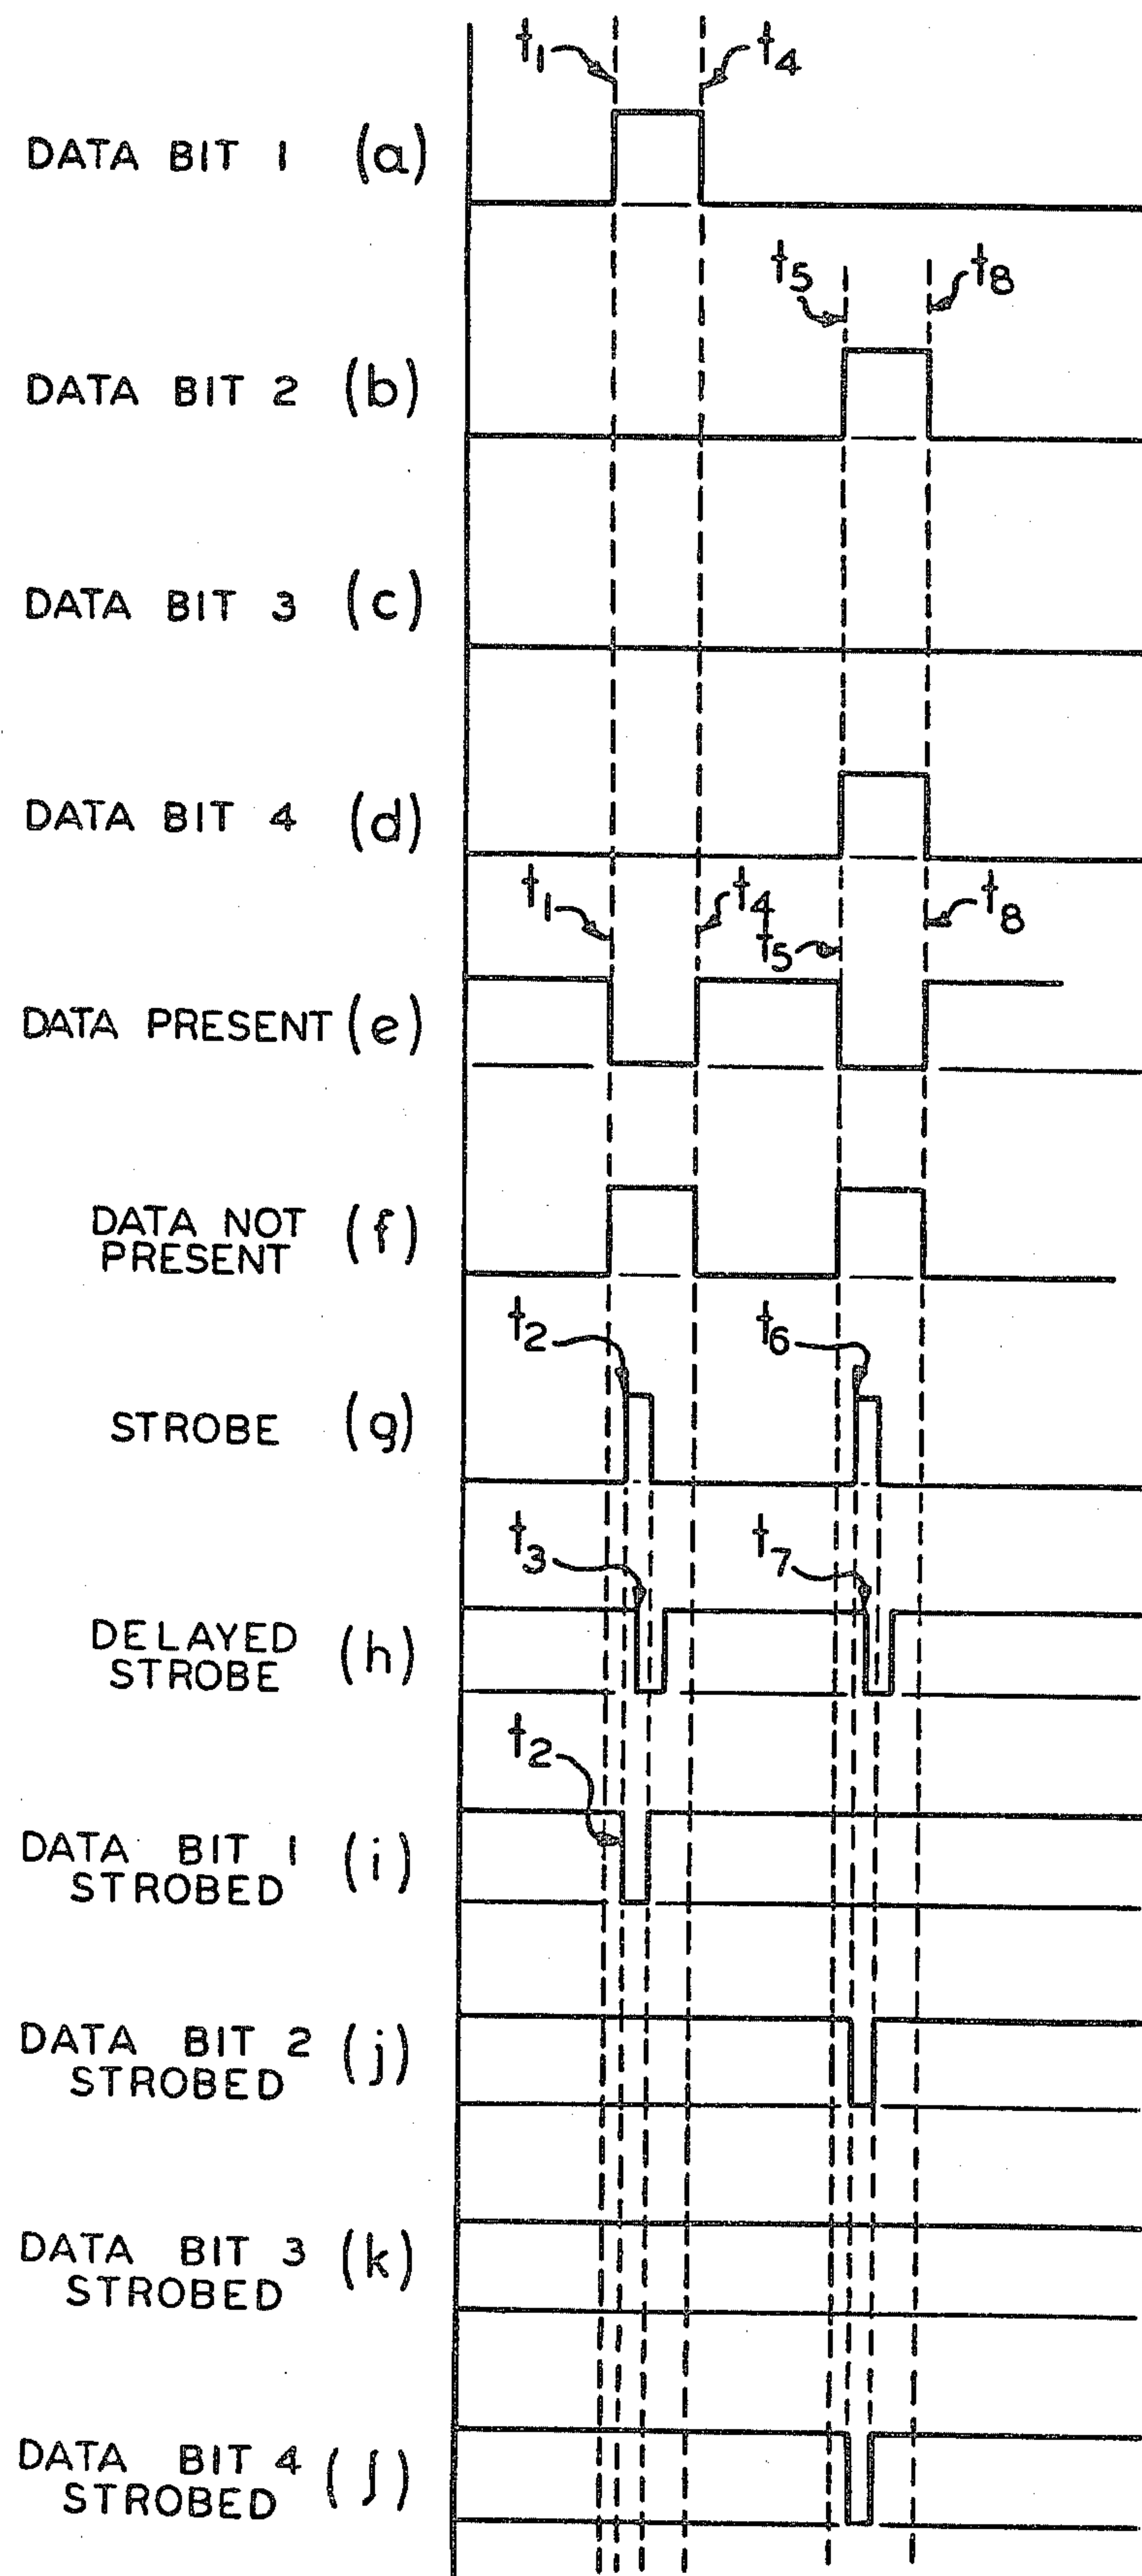 t1 t4
DATA BIT 1 (a)
t5 t8
DATA BIT 2 (b)
DATA BIT 3 (c)
DATA BIT 4 (d)
t1 t4 t5 t8
DATA PRESENT (e)
DATA NOT
PRESENT (f)
t2 t6
STROBE (g)
t3 t7
DELAYED
STROBE (h)
t2
DATA BIT 1
STROBED (i)
DATA BIT 2
STROBED (j)
DATA BIT 3
STROBED (k)
DATA BIT 4
STROBED (l)